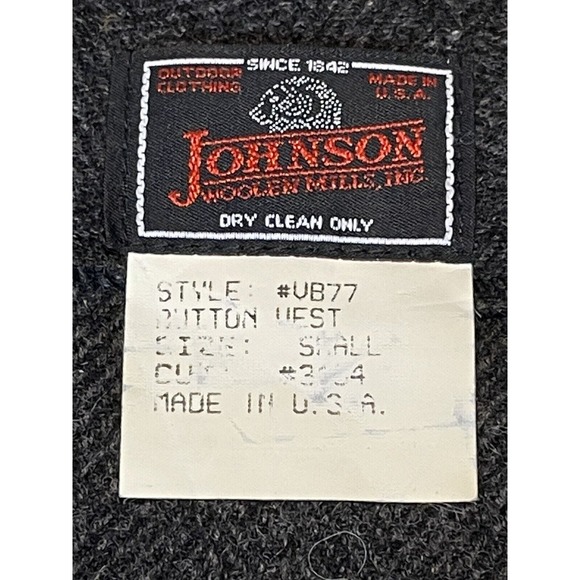 SINCE 1842
OUTDOOR
CLOTHING
MADE IN
U.S.A.
JOHNSON
WOOLEN MILLS, INC.
DRY CLEAN ONLY
STYLE: #VB77
BUTTON VEST
SIZE: SMALL
CUT:
MADE IN U.S.A.